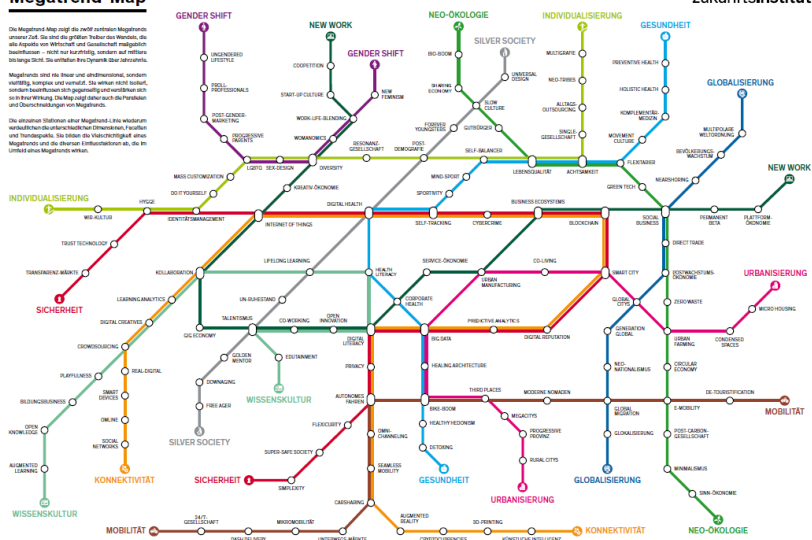 Megatrend-Map
zukunftsInstitut
Die Megatrend-Map zeigt die zwölf zentralen Megatrends
unserer Zeit. Sie sind die größten Treiber des Wandels, die
alle Aspekte von Wirtschaft und Gesellschaft maßgeblich
beeinflussen – nicht nur kurzfristig, sondern auf mittlere
bis lange Sicht. Sie entfalten ihre Dynamik über Jahrzehnte.
Megatrends sind nie linear und eindimensional, sondern
vielfältig, komplex und vernetzt. Sie wirken nicht isoliert,
sondern beeinflussen sich gegenseitig und verstärken sich
so in ihrer Wirkung. Die Map zeigt daher auch die Parallelen
und Überschneidungen von Megatrends.
Die einzelnen Stationen einer Megatrend-Linie wiederum
verdeutlichen die unterschiedlichen Dimensionen, Facetten
und Trendaspekte. Sie bilden die Vielschichtigkeit eines
Megatrends und die diversen Einflussfaktoren ab, die im
Umfeld eines Megatrends wirken.
GENDER SHIFT
NEW WORK
GENDER SHIFT
NEO-ÖKOLOGIE
SILVER SOCIETY
INDIVIDUALISIERUNG
GESUNDHEIT
GLOBALISIERUNG
UNGENDERED
LIFESTYLE
PROLL-
PROFESSIONALS
POST-GENDER-
MARKETING
PROGRESSIVE
PARENTS
COOPETITION
START-UP CULTURE
WORK-LIFE-BLENDING
WOMANOMICS
NEW
FEMINISM
BIO-BOOM
SHARING
ECONOMY
UNIVERSAL
DESIGN
SLOW
CULTURE
FOREVER
YOUNGSTERS
GUTBÜRGER
MULTIGRAFIE
NEO-TRIBES
ALLTAGS-
OUTSOURCING
SINGLE-
GESELLSCHAFT
PREVENTIVE HEALTH
HOLISTIC HEALTH
KOMPLEMENTÄR-
MEDIZIN
MOVEMENT
CULTURE
MULTIPOLARE
WELTORDNUNG
BEVÖLKERUNGS-
WACHSTUM
NEARSHORING
LGBTQ
SEX-DESIGN
DIVERSITY
RESONANZ-
GESELLSCHAFT
POST-
DEMOGRAFIE
SELF-BALANCER
LEBENSQUALITÄT
ACHTSAMKEIT
FLEXITARIER
MASS CUSTOMIZATION
DO IT YOURSELF
KREATIV-ÖKONOMIE
MIND-SPORT
SPORTIVITY
GREEN TECH
NEW WORK
INDIVIDUALISIERUNG
WIR-KULTUR
HYGGE
IDENTITÄTSMANAGEMENT
INTERNET OF THINGS
DIGITAL HEALTH
SELF-TRACKING
CYBERCRIME
BUSINESS ECOSYSTEMS
BLOCKCHAIN
SOCIAL
BUSINESS
PERMANENT
BETA
PLATTFORM-
ÖKONOMIE
TRUST TECHNOLOGY
TRANSPARENZ-MÄRKTE
SICHERHEIT
KOLLABORATION
LIFELONG LEARNING
HEALTH
LITERACY
SERVICE-ÖKONOMIE
CO-LIVING
URBAN
MANUFACTURING
SMART CITY
DIRECT TRADE
POSTWACHSTUMS-
ÖKONOMIE
URBANISIERUNG
LEARNING ANALYTICS
UN-RUHESTAND
CORPORATE
HEALTH
GLOBAL
CITYS
ZERO WASTE
MICRO HOUSING
DIGITAL CREATIVES
GIG ECONOMY
TALENTISMUS
CO-WORKING
OPEN
INNOVATION
DIGITAL
LITERACY
BIG DATA
PREDICTIVE ANALYTICS
DIGITAL REPUTATION
GENERATION
GLOBAL
URBAN
FARMING
CONDENSED
SPACES
CROWDSOURCING
GOLDEN
MENTOR
EDUTAINMENT
PRIVACY
HEALING ARCHITECTURE
NEO-
NATIONALISMUS
CIRCULAR
ECONOMY
PLAYFULNESS
REAL-DIGITAL
DOWNAGING
WISSENSKULTUR
BILDUNGSBUSINESS
SMART
DEVICES
FREE AGER
AUTONOMES
FAHREN
THIRD PLACES
MODERNE NOMADEN
DE-TOURISTIFICATION
MOBILITÄT
OMLINE
OPEN
KNOWLEDGE
FLEXICURITY
BIKE-BOOM
MEGACITYS
GLOBAL
MIGRATION
E-MOBILITY
SILVER SOCIETY
OMNI-
CHANNELING
HEALTHY HEDONISM
PROGRESSIVE
PROVINZ
GLOKALISIERUNG
POST-CARBON-
GESELLSCHAFT
SOCIAL
NETWORKS
SUPER-SAFE SOCIETY
DETOXING
AUGMENTED
LEARNING
KONNEKTIVITÄT
SICHERHEIT
SIMPLEXITY
SEAMLESS
MOBILITY
GESUNDHEIT
RURAL CITYS
URBANISIERUNG
GLOBALISIERUNG
MINIMALISMUS
SINN-ÖKONOMIE
WISSENSKULTUR
CARSHARING
MOBILITÄT
24/7-
GESELLSCHAFT
DASH DELIVERY
MIKROMOBILITÄT
UNTERWEGS-MÄRKTE
AUGMENTED
REALITY
CRYPTOCURRENCIES
3D-PRINTING
KÜNSTLICHE INTELLIGENZ
KONNEKTIVITÄT
NEO-ÖKOLOGIE